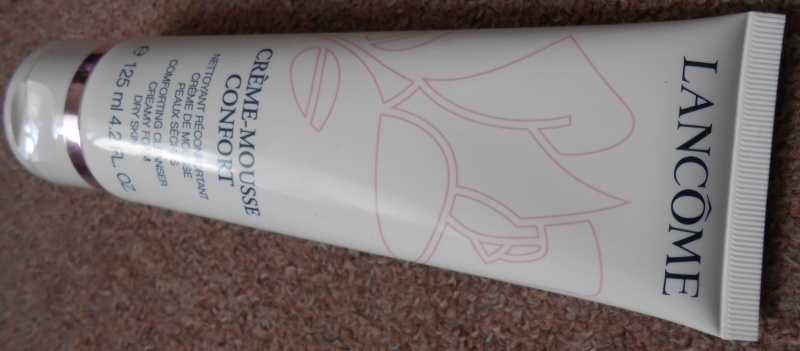 LANCÔME
CRÈME-MOUSSE
CONFORT
NETTOYANT RÉCONFORTANT
CRÈME DE MOUSSE
PEAUX SÈCHES
COMFORTING CLEANSER
CREAMY FOAM
DRY SKIN
℮ 125 ml 4.2 FL OZ